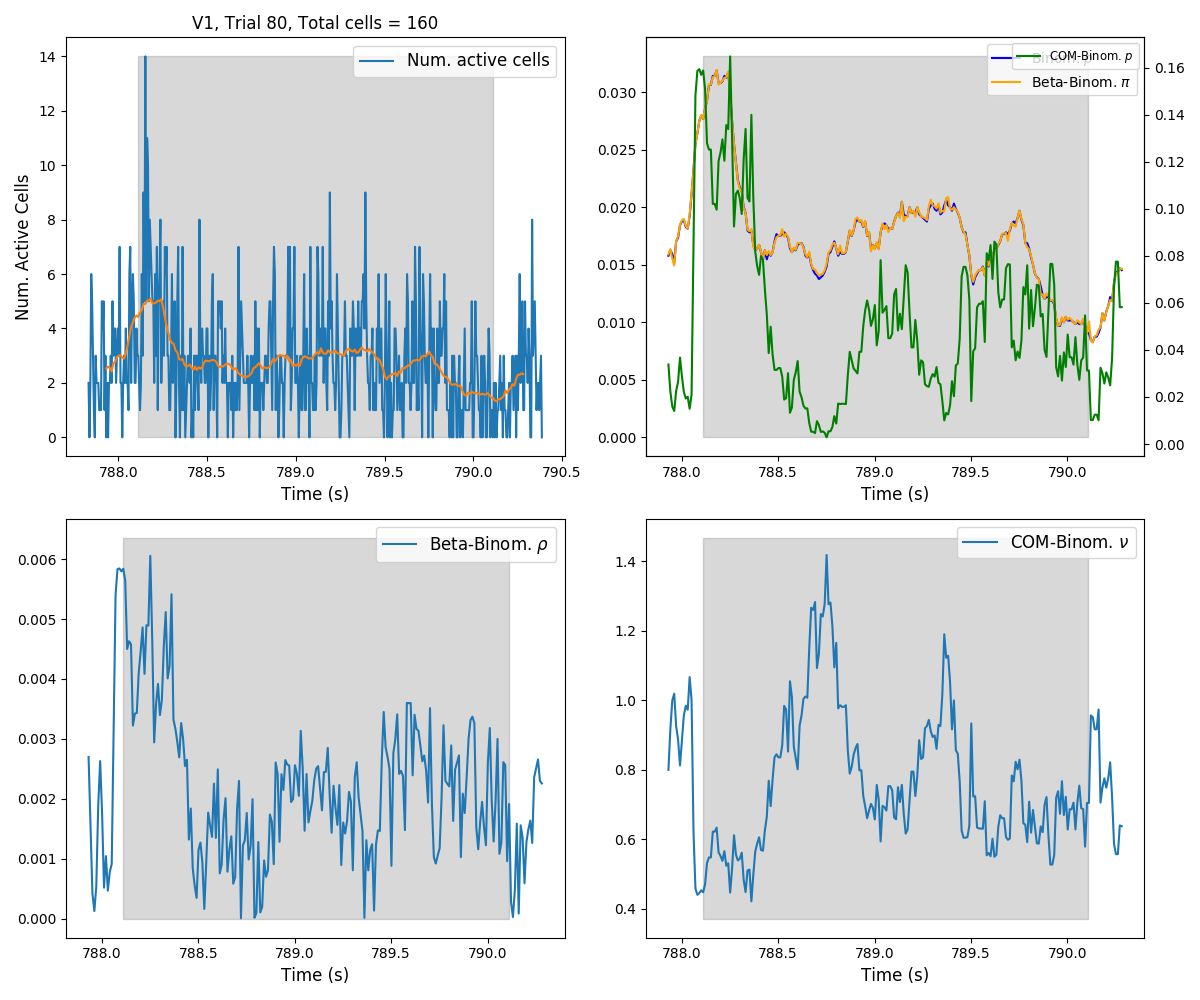 V1, Trial 80, Total cells = 160
Num. Active Cells
14
12
10
8
6
4
2
0
Num. active cells
788.0 788.5 789.0 789.5 790.0 790.5
Time (s)
0.030
0.025
0.020
0.015
0.010
0.005
0.000
COM-Binom. p
Beta-Binom. π
0.16
0.14
0.12
0.10
0.08
0.06
0.04
0.02
0.00
788.0 788.5 789.0 789.5 790.0
Time (s)
0.006
0.005
0.004
0.003
0.002
0.001
0.000
Beta-Binom. ρ
788.0 788.5 789.0 789.5 790.0
Time (s)
1.4
1.2
1.0
0.8
0.6
0.4
COM-Binom. ν
788.0 788.5 789.0 789.5 790.0
Time (s)